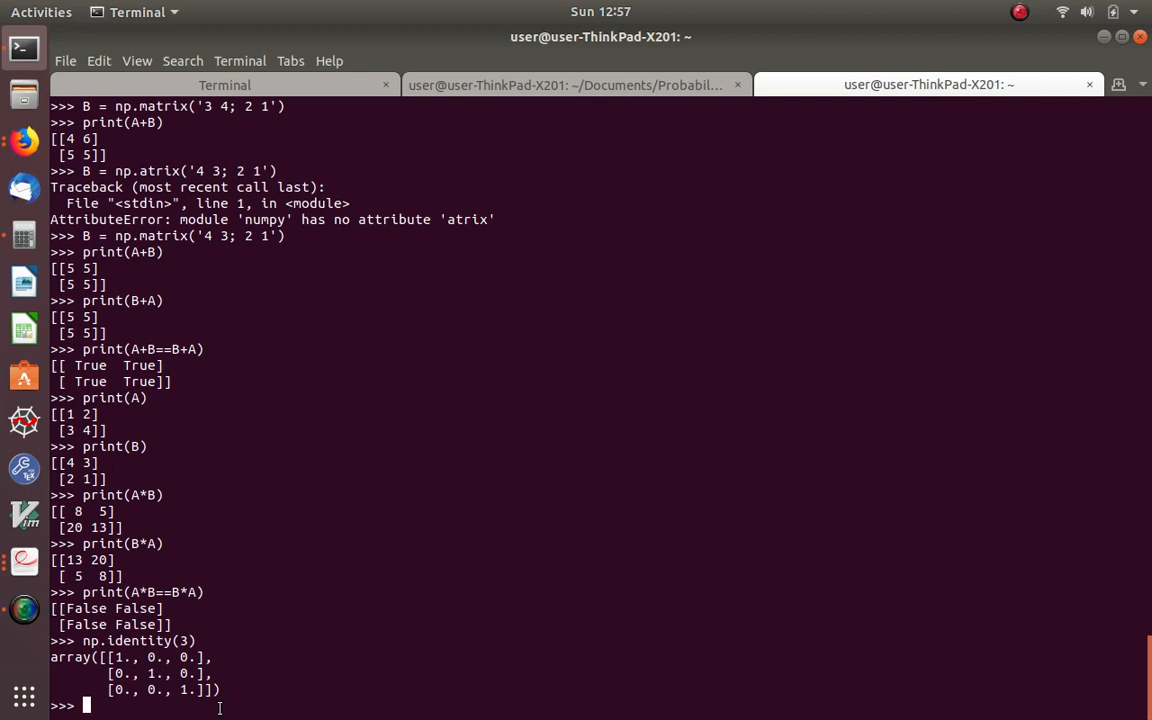 Activities Terminal Sun 12:57
user@user-ThinkPad-X201: ~
File Edit View Search Terminal Tabs Help
Terminal user@user-ThinkPad-X201: ~/Documents/Probabil... user@user-ThinkPad-X201: ~
>>> B = np.matrix('3 4; 2 1')
>>> print(A+B)
[[4 6]
 [5 5]]
>>> B = np.atrix('4 3; 2 1')
Traceback (most recent call last):
  File "<stdin>", line 1, in <module>
AttributeError: module 'numpy' has no attribute 'atrix'
>>> B = np.matrix('4 3; 2 1')
>>> print(A+B)
[[5 5]
 [5 5]]
>>> print(B+A)
[[5 5]
 [5 5]]
>>> print(A+B==B+A)
[[ True  True]
 [ True  True]]
>>> print(A)
[[1 2]
 [3 4]]
>>> print(B)
[[4 3]
 [2 1]]
>>> print(A*B)
[[ 8  5]
 [20 13]]
>>> print(B*A)
[[13 20]
 [ 5  8]]
>>> print(A*B==B*A)
[[False False]
 [False False]]
>>> np.identity(3)
array([[1., 0., 0.],
       [0., 1., 0.],
       [0., 0., 1.]])
>>>